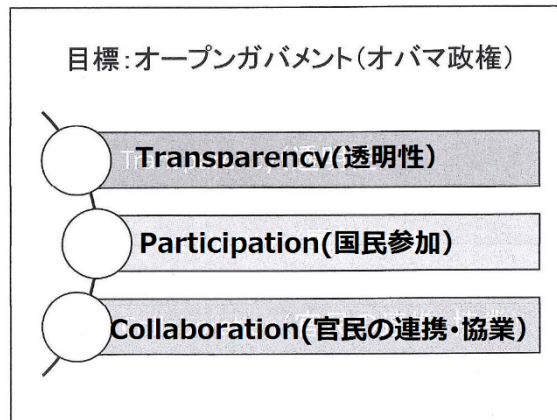 目標:オープンガバメント(オバマ政権)
Transparency(透明性)
Participation(国民参加)
Collaboration(官民の連携・協業)